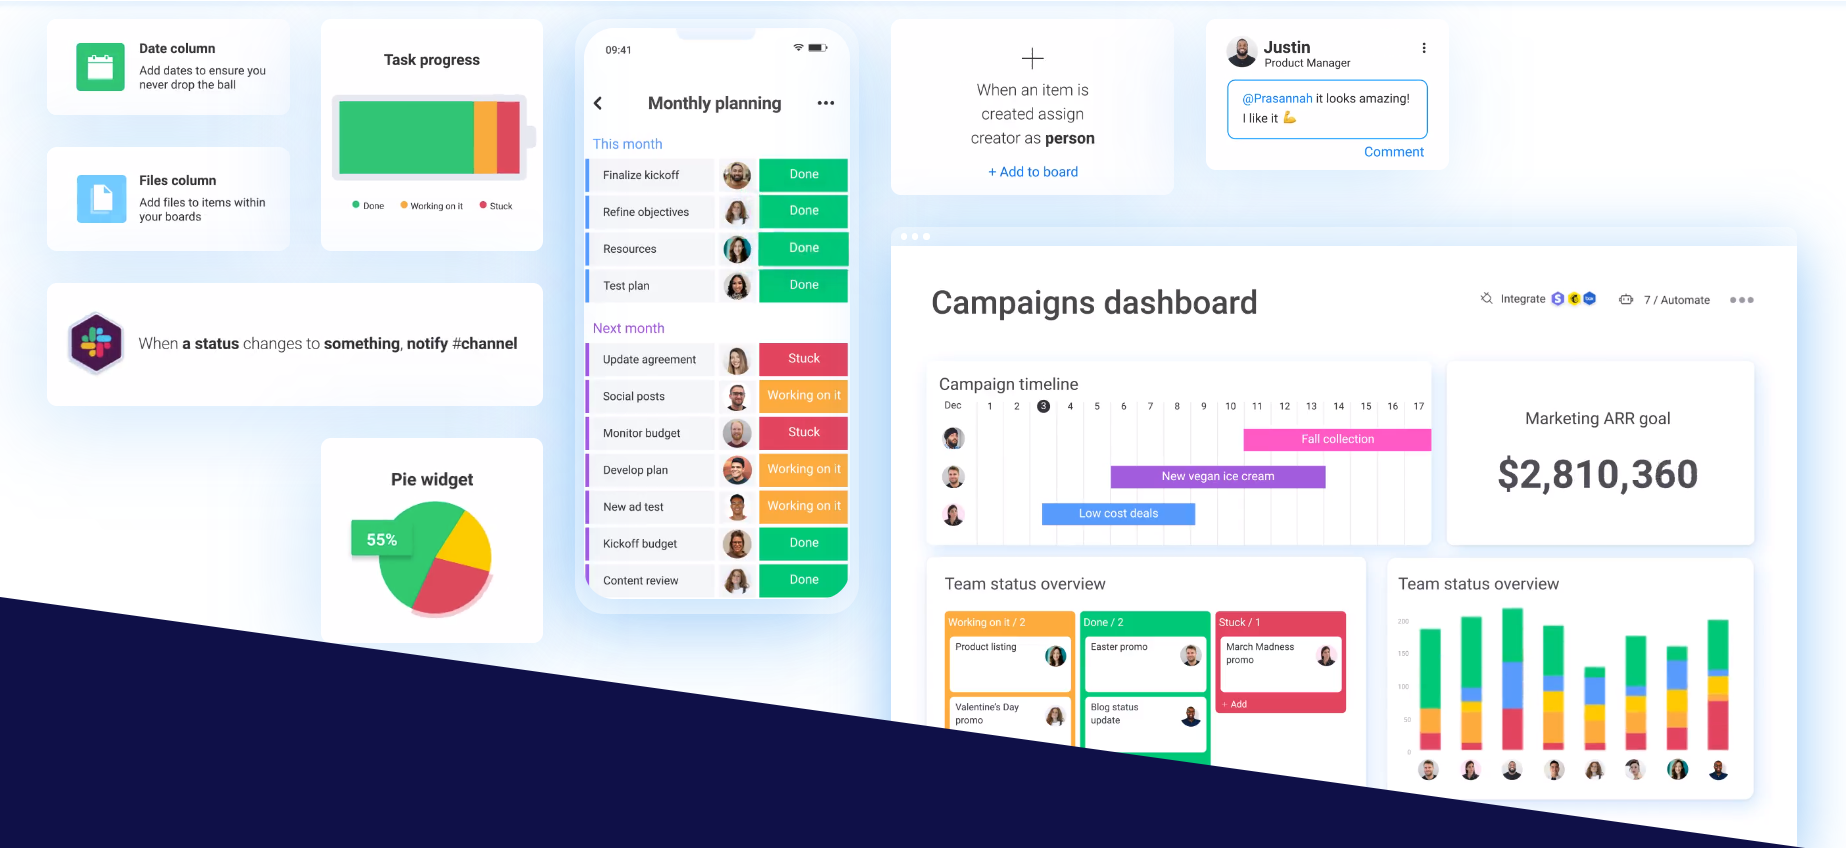 Date column
Add dates to ensure you
never drop the ball
Files column
Add files to items within
your boards
Task progress
Done
Working on it
Stuck
When a status changes to something, notify #channel
Pie widget
55%
09:41
Monthly planning
This month
Finalize kickoff
Done
Refine objectives
Done
Resources
Done
Test plan
Done
Next month
Update agreement
Stuck
Social posts
Working on it
Monitor budget
Stuck
Develop plan
Working on it
New ad test
Working on it
Kickoff budget
Done
Content review
Done
When an item is
created assign
creator as person
+ Add to board
Justin
Product Manager
@Prasannah it looks amazing!
I like it 💪
Comment
Campaigns dashboard
Integrate
7 / Automate
Campaign timeline
Dec 1 2 3 4 5 6 7 8 9 10 11 12 13 14 15 16 17
Fall collection
New vegan ice cream
Low cost deals
Marketing ARR goal
$2,810,360
Team status overview
Working on it / 2
Product listing
Valentine's Day
promo
Done / 2
Easter promo
Blog status
update
Stuck / 1
March Madness
promo
+ Add
Team status overview
200
150
100
50
0